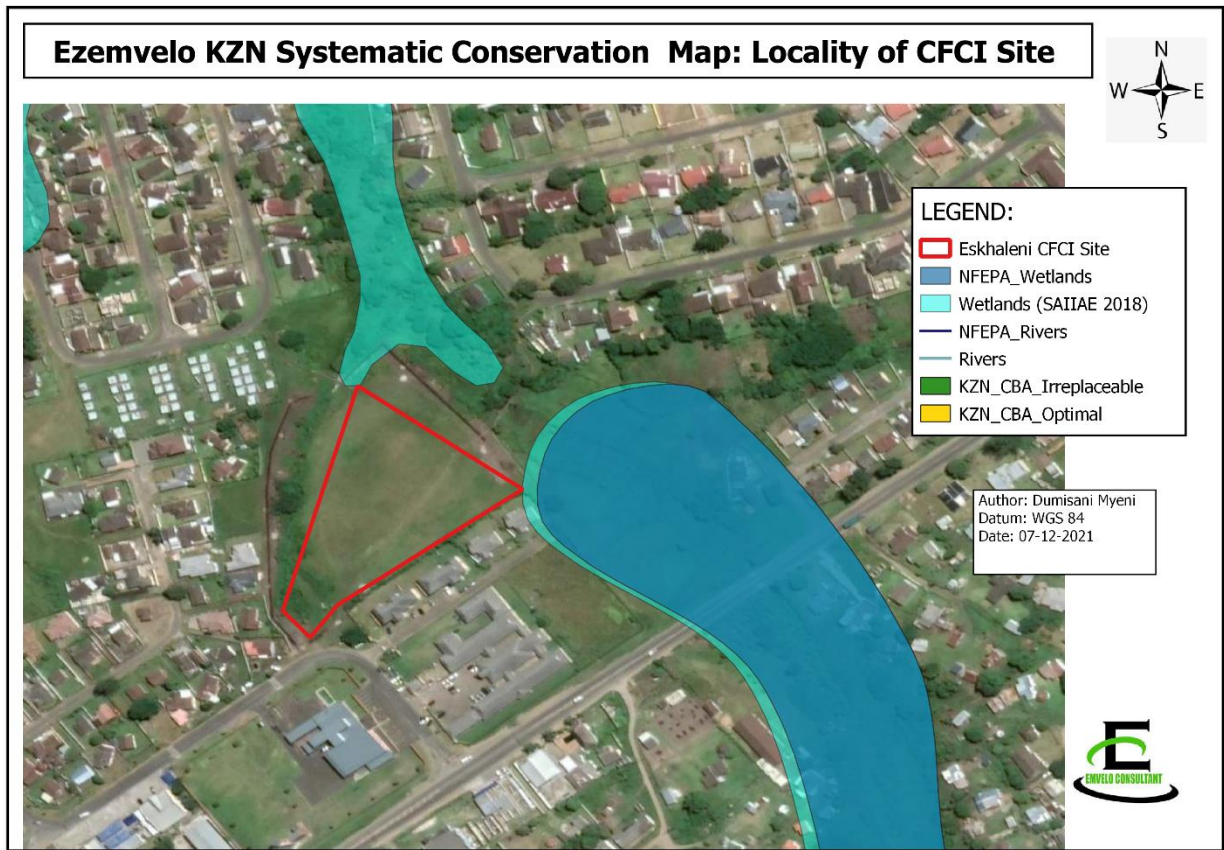 Ezemvelo KZN Systematic Conservation Map: Locality of CFCI Site
N
W E
S
LEGEND:
Eskhaleni CFCI Site
NFEPA_Wetlands
Wetlands (SAIIAE 2018)
NFEPA_Rivers
Rivers
KZN_CBA_Irreplaceable
KZN_CBA_Optimal
Author: Dumisani Myeni
Datum: WGS 84
Date: 07-12-2021
E
EMVELO CONSULTANT